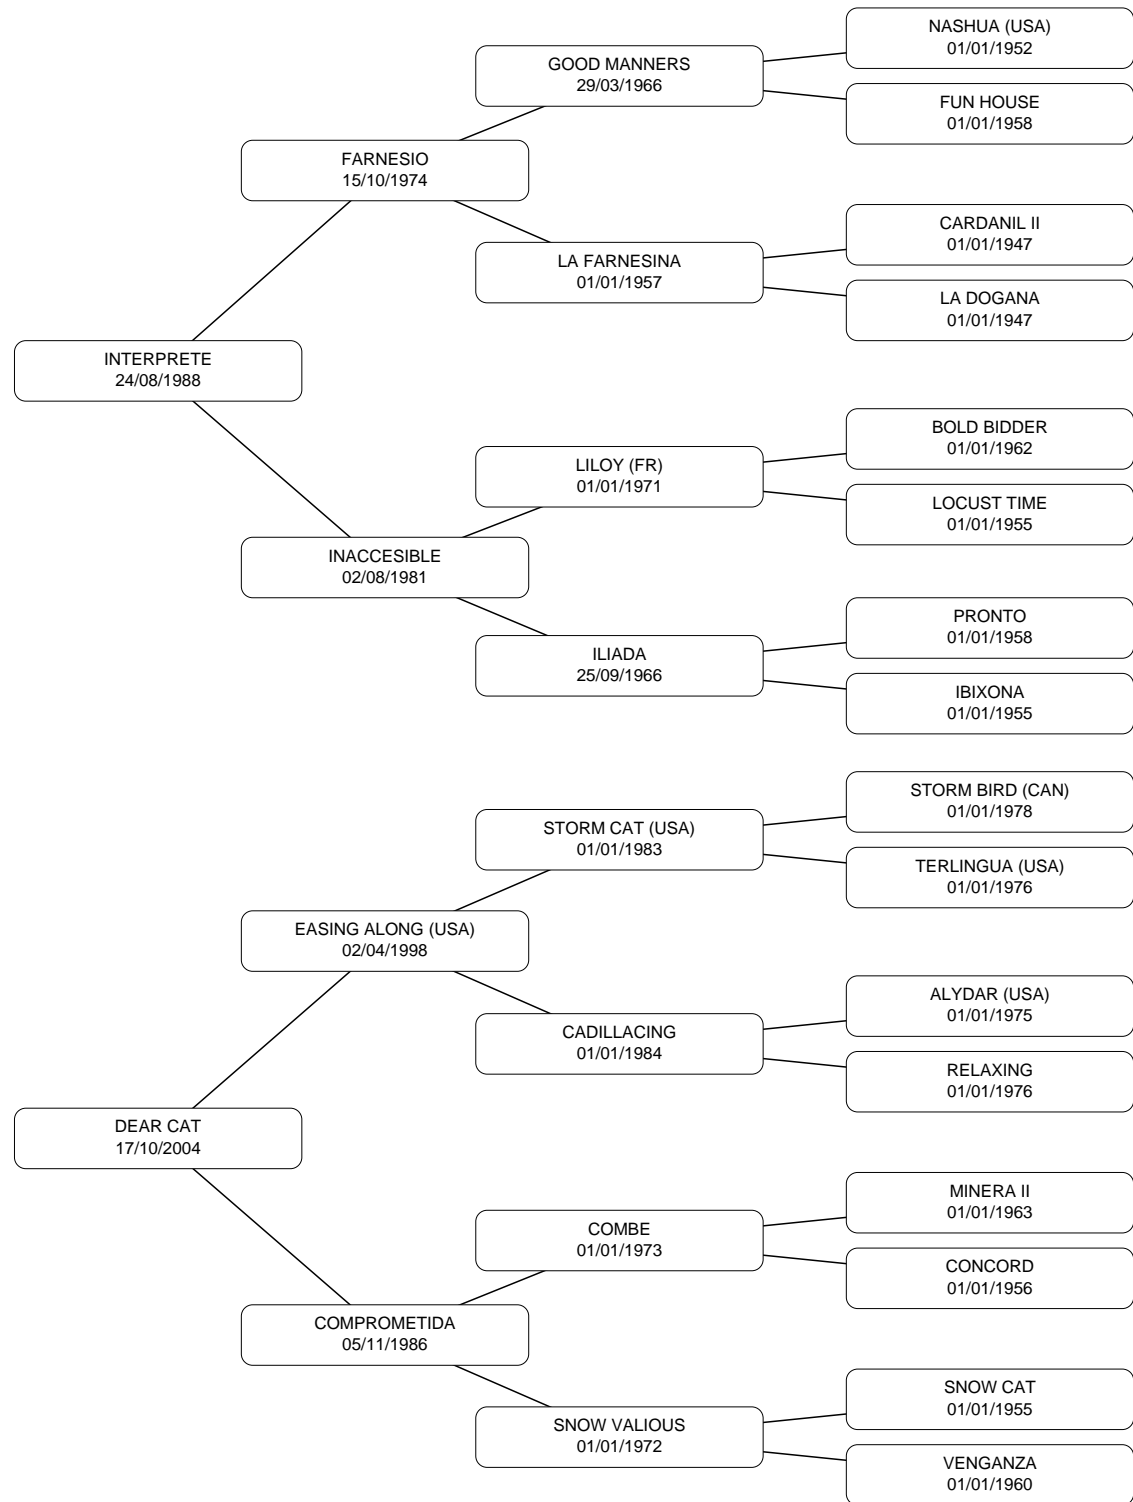 NASHUA (USA)
01/01/1952
GOOD MANNERS
29/03/1966
FUN HOUSE
01/01/1958
FARNESIO
15/10/1974
CARDANIL II
01/01/1947
LA FARNESINA
01/01/1957
LA DOGANA
01/01/1947
INTERPRETE
24/08/1988
BOLD BIDDER
01/01/1962
LILOY (FR)
01/01/1971
LOCUST TIME
01/01/1955
INACCESIBLE
02/08/1981
PRONTO
01/01/1958
ILIADA
25/09/1966
IBIXONA
01/01/1955
STORM BIRD (CAN)
01/01/1978
STORM CAT (USA)
01/01/1983
TERLINGUA (USA)
01/01/1976
EASING ALONG (USA)
02/04/1998
ALYDAR (USA)
01/01/1975
CADILLACING
01/01/1984
RELAXING
01/01/1976
DEAR CAT
17/10/2004
MINERA II
01/01/1963
COMBE
01/01/1973
CONCORD
01/01/1956
COMPROMETIDA
05/11/1986
SNOW CAT
01/01/1955
SNOW VALIOUS
01/01/1972
VENGANZA
01/01/1960